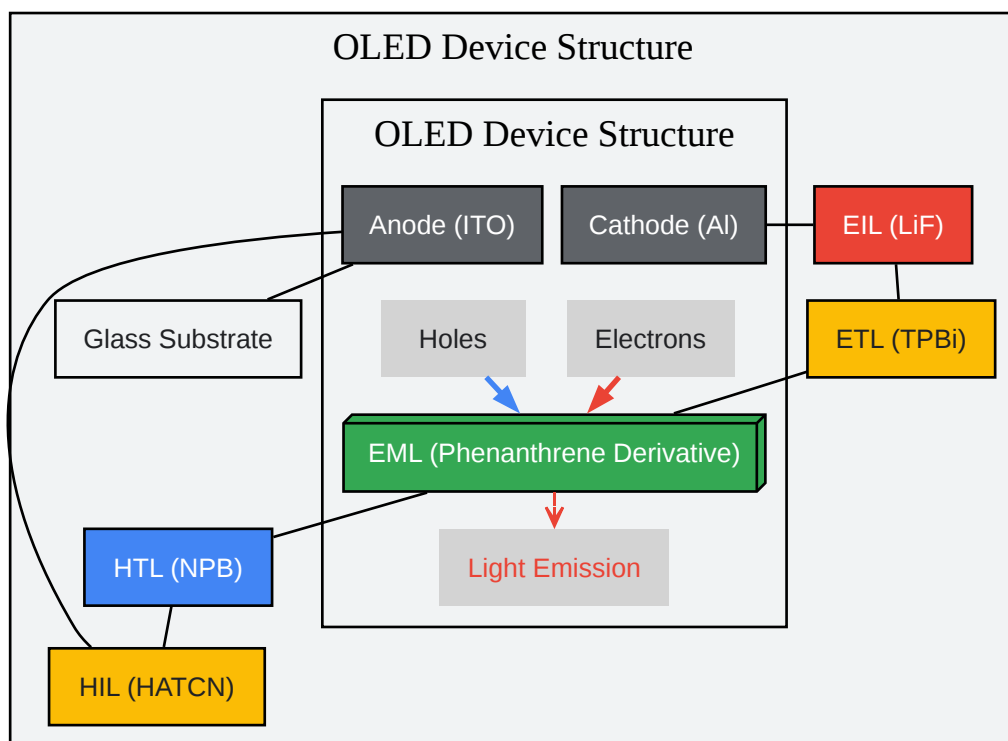 OLED Device Structure
OLED Device Structure
Anode (ITO)
Cathode (Al)
EIL (LiF)
Glass Substrate
Holes
Electrons
ETL (TPBi)
EML (Phenanthrene Derivative)
HTL (NPB)
Light Emission
HIL (HATCN)